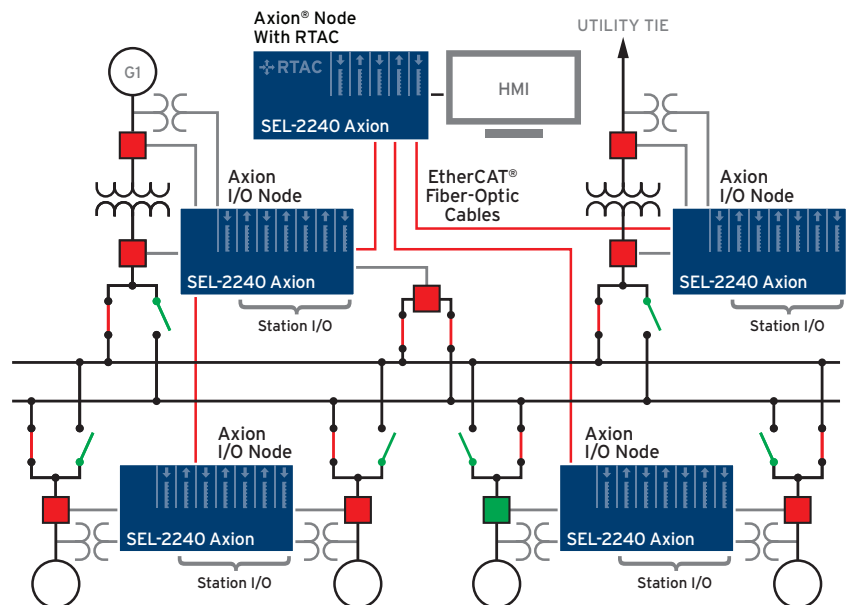 Axion® Node
With RTAC
UTILITY TIE
G1
RTAC
HMI
SEL-2240 Axion
Axion
I/O Node
EtherCAT®
Fiber-Optic
Cables
Axion
I/O Node
SEL-2240 Axion
SEL-2240 Axion
Station I/O
Station I/O
Axion
I/O Node
Axion
I/O Node
SEL-2240 Axion
SEL-2240 Axion
Station I/O
Station I/O